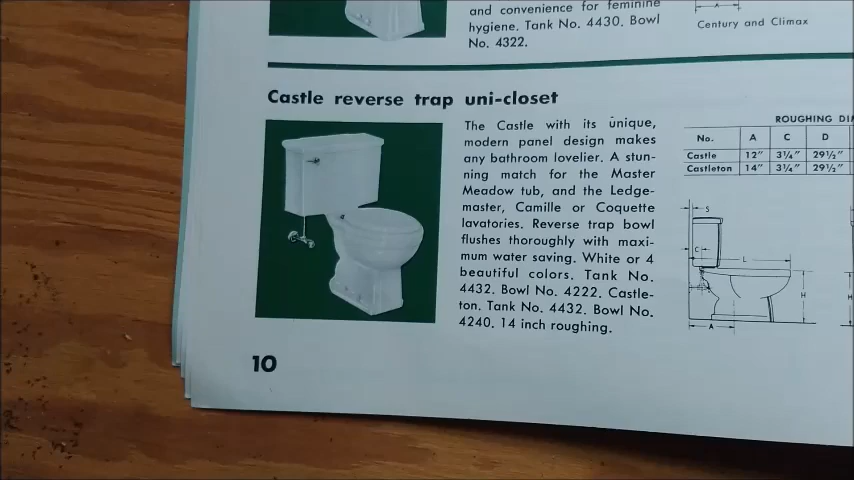 and convenience for feminine
hygiene. Tank No. 4430. Bowl
No. 4322.
Century and Climax
Castle reverse trap uni-closet
The Castle with its unique,
modern panel design makes
any bathroom lovelier. A stun-
ning match for the Master
Meadow tub, and the Ledge-
master, Camille or Coquette
lavatories. Reverse trap bowl
flushes thoroughly with maxi-
mum water saving. White or 4
beautiful colors. Tank No.
4432. Bowl No. 4222. Castle-
ton. Tank No. 4432. Bowl No.
4240. 14 inch roughing.
ROUGHING
No. A C D
Castle 12" 3¼" 29½"
Castleton 14" 3¼" 29½"
S
C
L
H
H
A
10